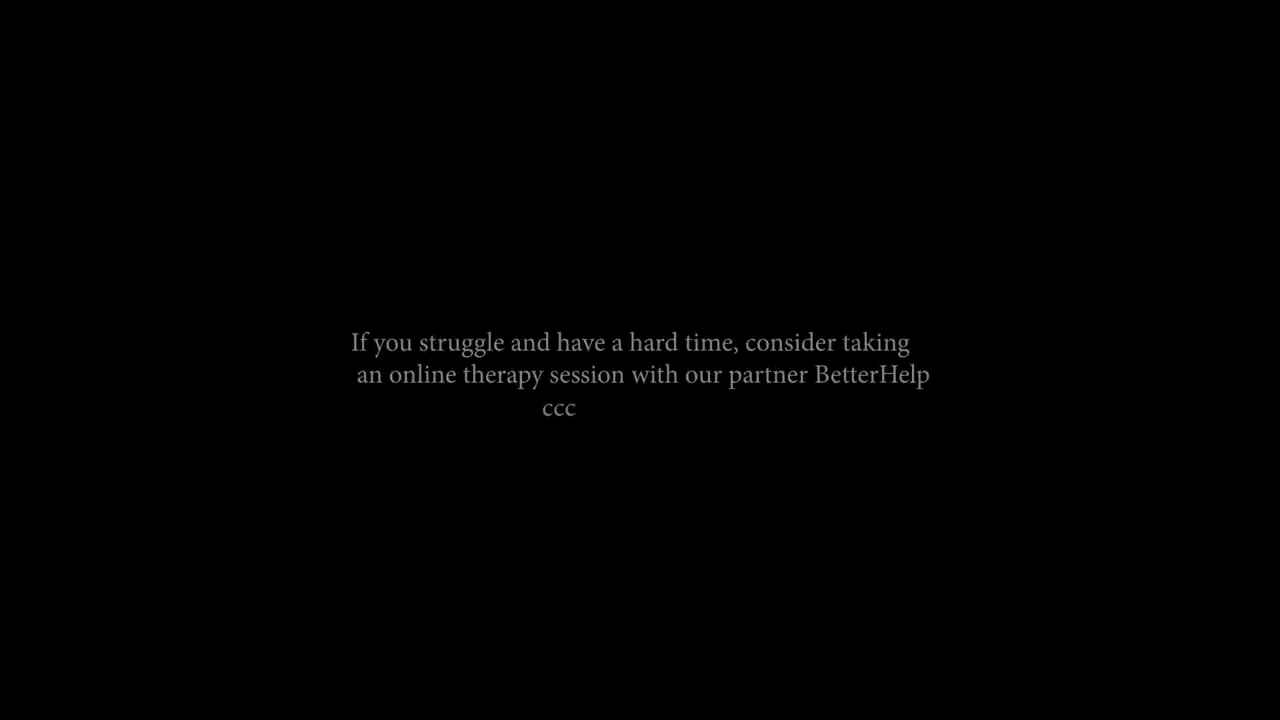 If you struggle and have a hard time, consider taking
an online therapy session with our partner BetterHelp
ccc